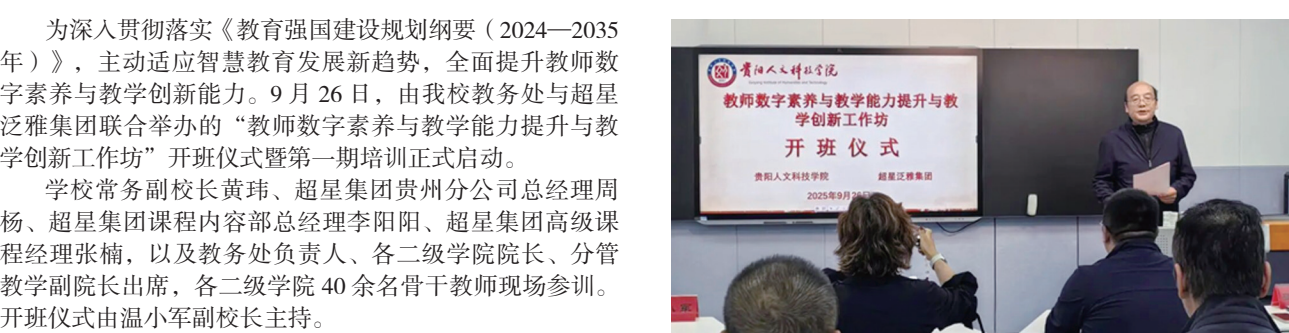 为深入贯彻落实《教育强国建设规划纲要（2024—2035
年）》，主动适应智慧教育发展新趋势，全面提升教师数
字素养与教学创新能力。9 月 26 日，由我校教务处与超星
泛雅集团联合举办的“教师数字素养与教学能力提升与教
学创新工作坊”开班仪式暨第一期培训正式启动。
学校常务副校长黄玮、超星集团贵州分公司总经理周
杨、超星集团课程内容部总经理李阳阳、超星集团高级课
程经理张楠，以及教务处负责人、各二级学院院长、分管
教学副院长出席，各二级学院 40 余名骨干教师现场参训。
开班仪式由温小军副校长主持。
贵阳人文科技学院
教师数字素养与教学能力提升与教
学创新工作坊
开班仪式
贵阳人文科技学院 超星泛雅集团
2025年9月26日